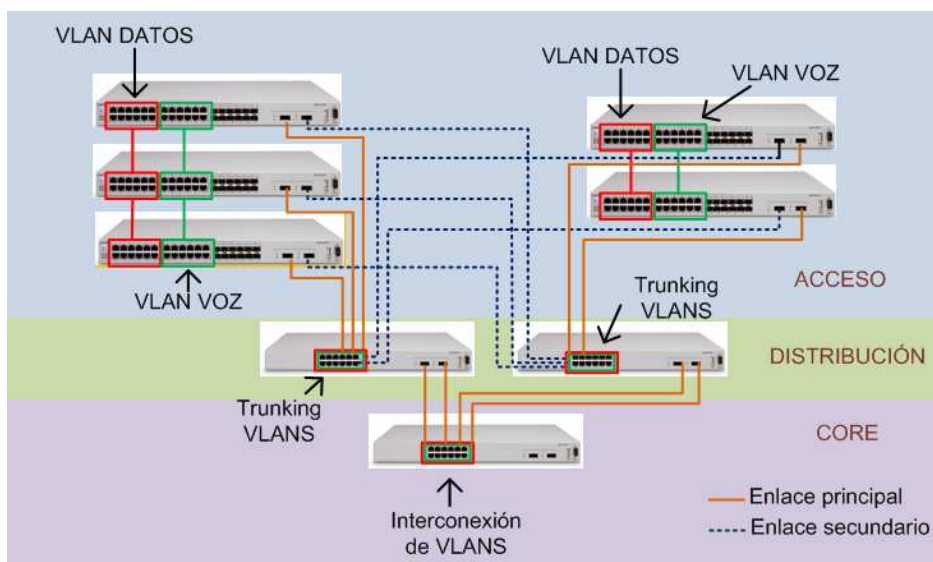 VLAN DATOS
VLAN DATOS
VLAN VOZ
VLAN VOZ
ACCESO
Trunking
VLANS
DISTRIBUCIÓN
Trunking
VLANS
CORE
Interconexión
de VLANS
Enlace principal
Enlace secundario